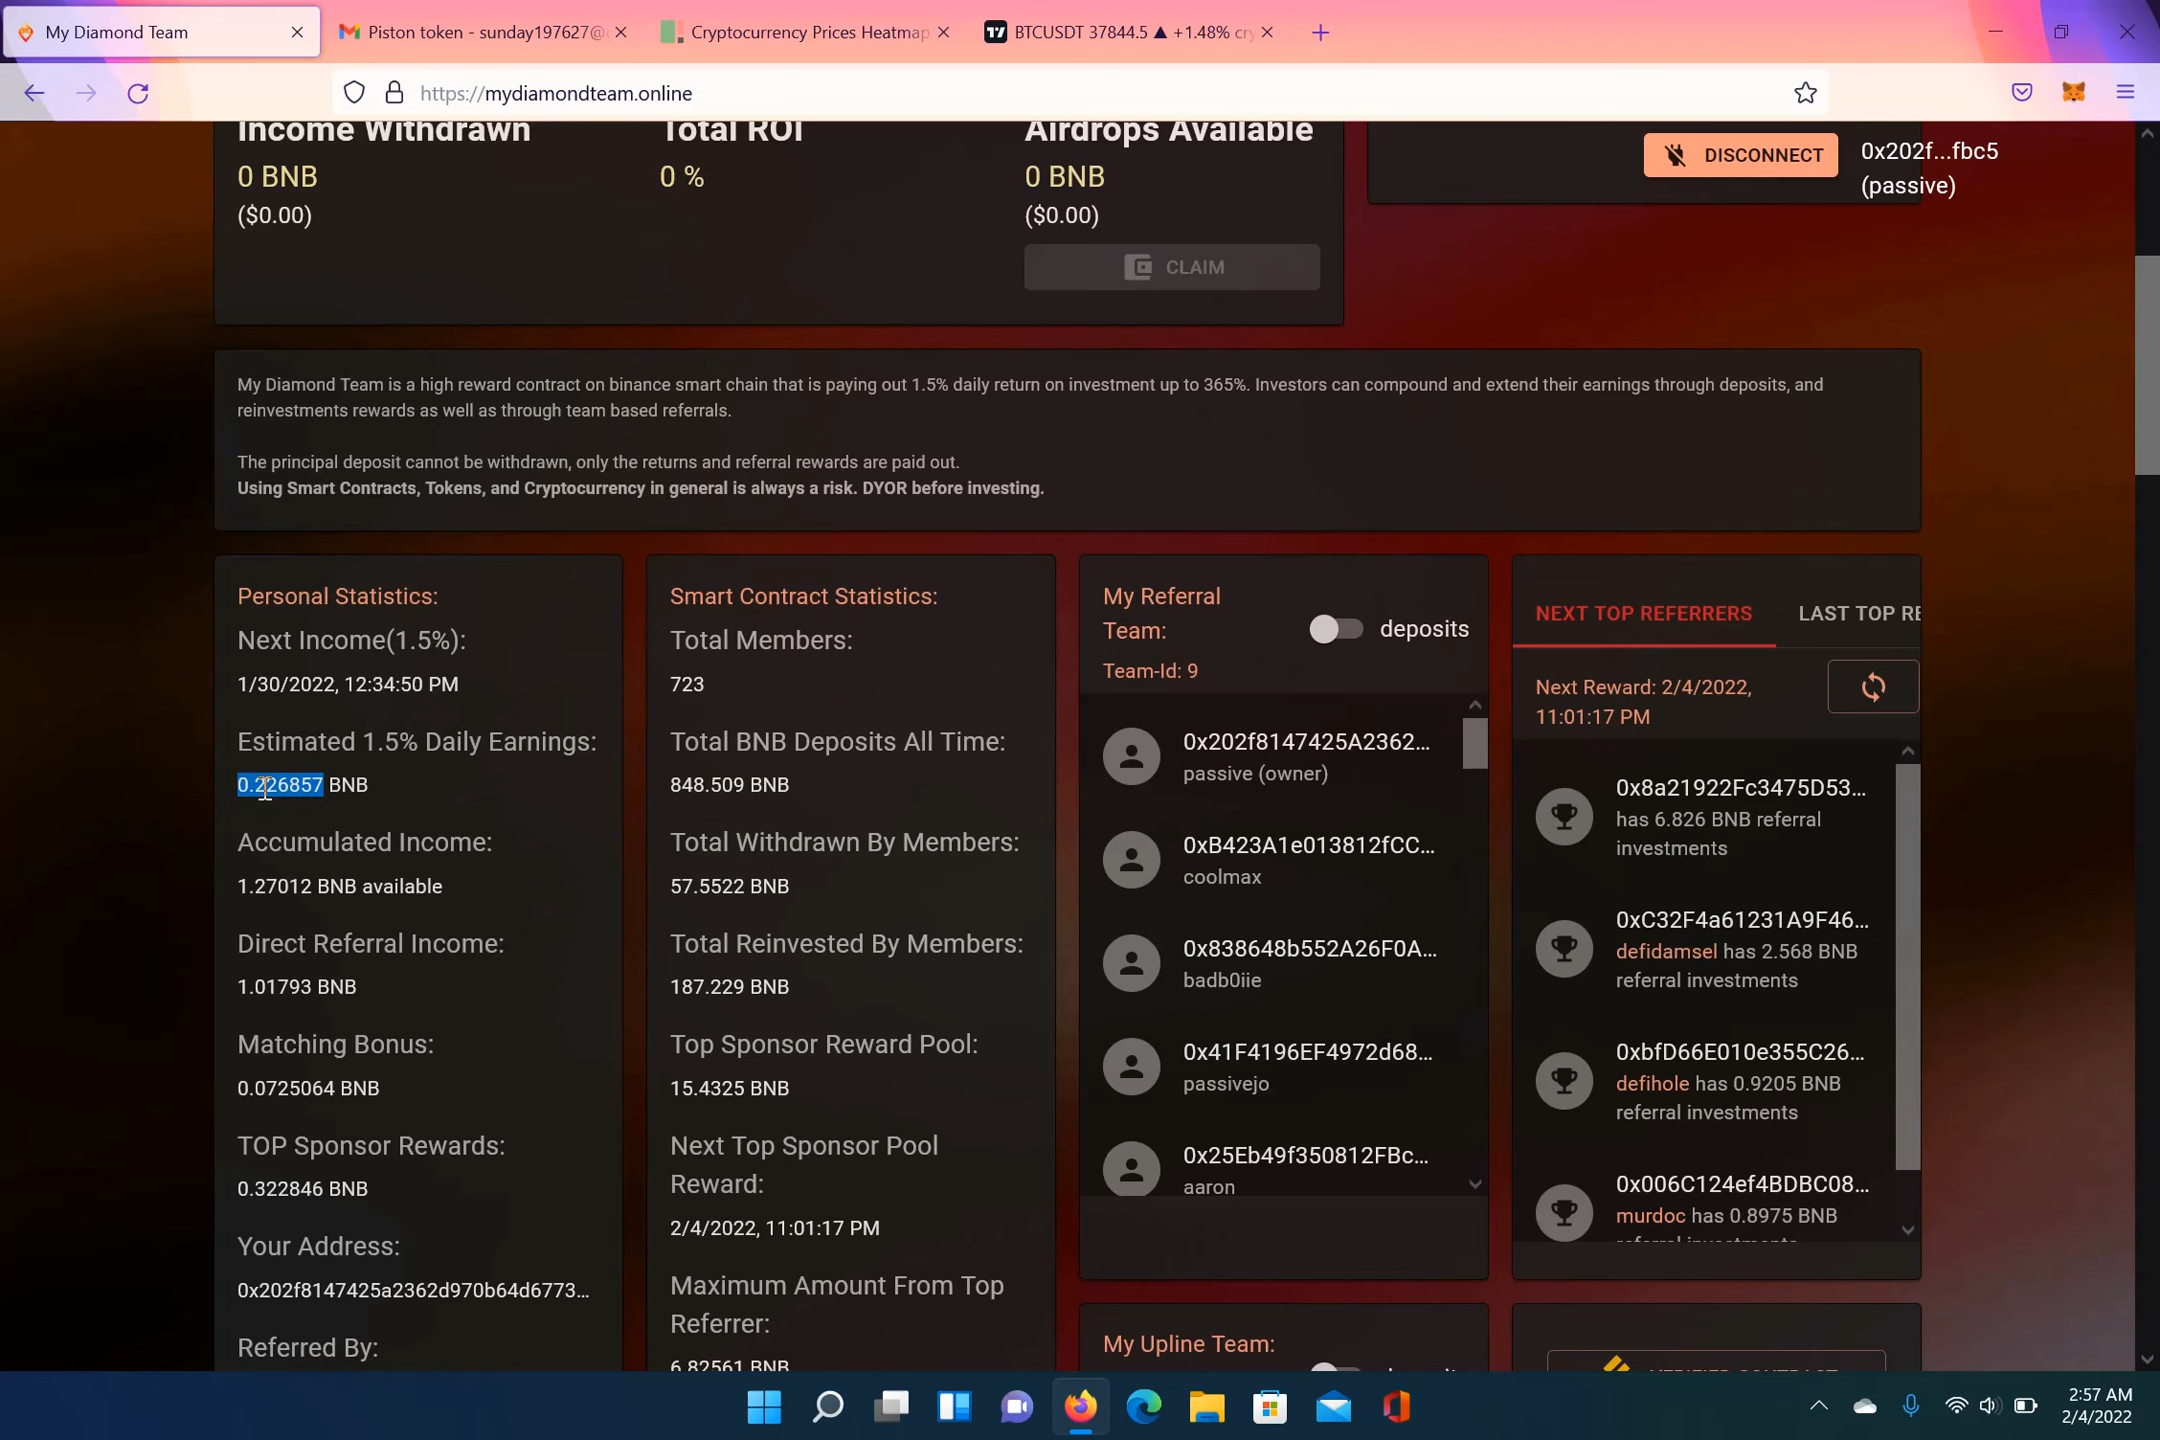 My Diamond Team
Piston token - sunday197627@
Cryptocurrency Prices Heatmap
BTCUSDT 37844.5 ▲ +1.48% cry
https://mydiamondteam.online
Income Withdrawn
0 BNB
($0.00)
Total ROI
0 %
Airdrops Available
0 BNB
($0.00)
CLAIM
DISCONNECT
0x202f...fbc5
(passive)
My Diamond Team is a high reward contract on binance smart chain that is paying out 1.5% daily return on investment up to 365%. Investors can compound and extend their earnings through deposits, and
reinvestments rewards as well as through team based referrals.
The principal deposit cannot be withdrawn, only the returns and referral rewards are paid out.
Using Smart Contracts, Tokens, and Cryptocurrency in general is always a risk. DYOR before investing.
Personal Statistics:
Next Income(1.5%):
1/30/2022, 12:34:50 PM
Estimated 1.5% Daily Earnings:
0.226857 BNB
Accumulated Income:
1.27012 BNB available
Direct Referral Income:
1.01793 BNB
Matching Bonus:
0.0725064 BNB
TOP Sponsor Rewards:
0.322846 BNB
Your Address:
0x202f8147425a2362d970b64d6773...
Referred By:
Smart Contract Statistics:
Total Members:
723
Total BNB Deposits All Time:
848.509 BNB
Total Withdrawn By Members:
57.5522 BNB
Total Reinvested By Members:
187.229 BNB
Top Sponsor Reward Pool:
15.4325 BNB
Next Top Sponsor Pool
Reward:
2/4/2022, 11:01:17 PM
Maximum Amount From Top
Referrer:
6.82561 BNB
My Referral
Team:
deposits
Team-Id: 9
0x202f8147425A2362...
passive (owner)
0xB423A1e013812fCC...
coolmax
0x838648b552A26F0A...
badb0iie
0x41F4196EF4972d68...
passivejo
0x25Eb49f350812FBc...
aaron
My Upline Team:
NEXT TOP REFERRERS
LAST TOP RE
Next Reward: 2/4/2022,
11:01:17 PM
0x8a21922Fc3475D53...
has 6.826 BNB referral
investments
0xC32F4a61231A9F46...
defidamsel has 2.568 BNB
referral investments
0xbfD66E010e355C26...
defihole has 0.9205 BNB
referral investments
0x006C124ef4BDBC08...
murdoc has 0.8975 BNB
referral investments
VERIFIED CONTRACT
2:57 AM
2/4/2022